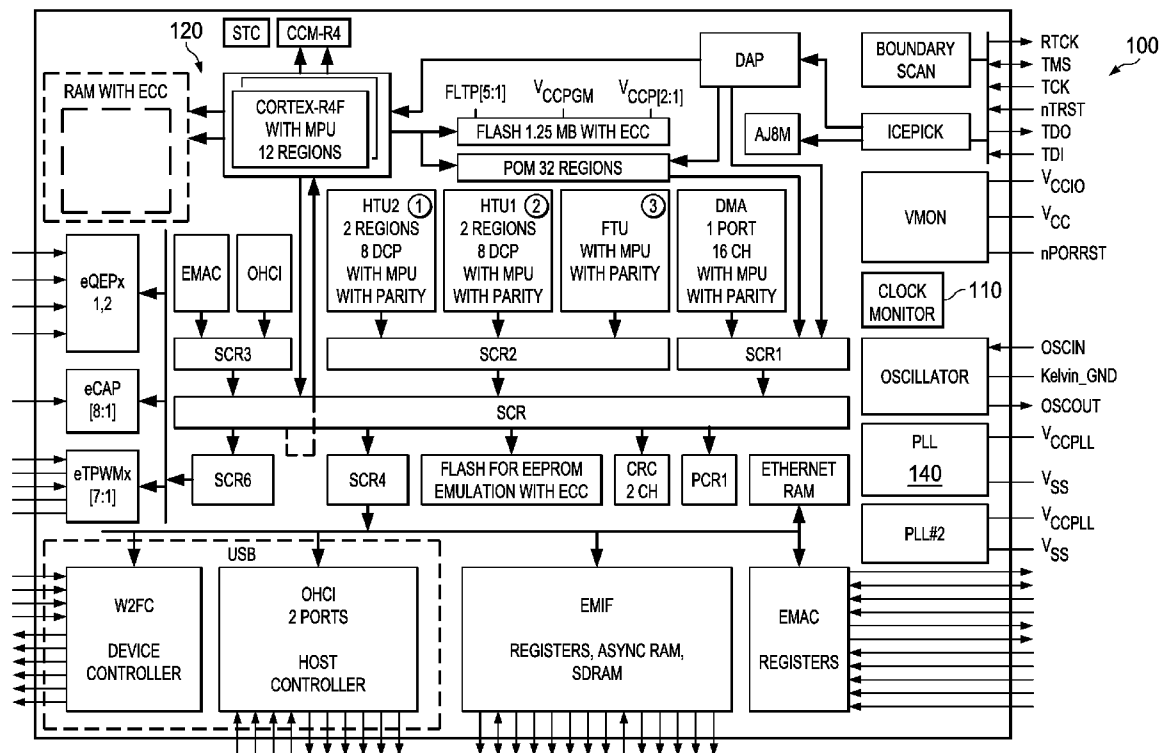 120
STC
CCM-R4
DAP
BOUNDARY
SCAN
RTCK
TMS
TCK
nTRST
TDO
TDI
100
RAM WITH ECC
CORTEX-R4F
WITH MPU
12 REGIONS
FLTP[5:1]
VCCPGM
VCCP[2:1]
FLASH 1.25 MB WITH ECC
AJ8M
ICEPICK
POM 32 REGIONS
VMON
VCCIO
VCC
nPORRST
eQEPx
1,2
EMAC
OHCI
HTU2
1
2 REGIONS
8 DCP
WITH MPU
WITH PARITY
HTU1
2
2 REGIONS
8 DCP
WITH MPU
WITH PARITY
3
FTU
WITH MPU
WITH PARITY
DMA
1 PORT
16 CH
WITH MPU
WITH PARITY
CLOCK
MONITOR
110
SCR3
SCR2
SCR1
OSCILLATOR
OSCIN
Kelvin_GND
OSCOUT
eCAP
[8:1]
SCR
PLL
140
VCCPLL
VSS
eTPWMx
[7:1]
SCR6
SCR4
FLASH FOR EEPROM
EMULATION WITH ECC
CRC
2 CH
PCR1
ETHERNET
RAM
PLL#2
VCCPLL
VSS
USB
W2FC
DEVICE
CONTROLLER
OHCI
2 PORTS
HOST
CONTROLLER
EMIF
REGISTERS, ASYNC RAM,
SDRAM
EMAC
REGISTERS